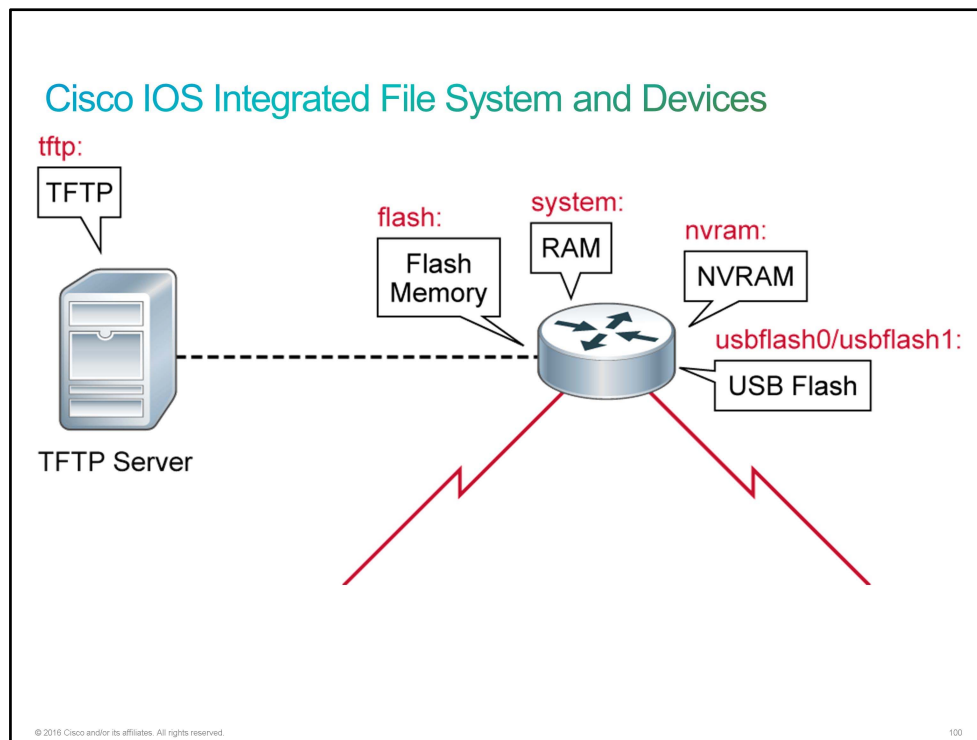 Cisco IOS Integrated File System and Devices
tftp:
TFTP
flash:
Flash
Memory
system:
RAM
nvram:
NVRAM
usbflash0/usbflash1:
USB Flash
TFTP Server
© 2016 Cisco and/or its affiliates. All rights reserved.
100